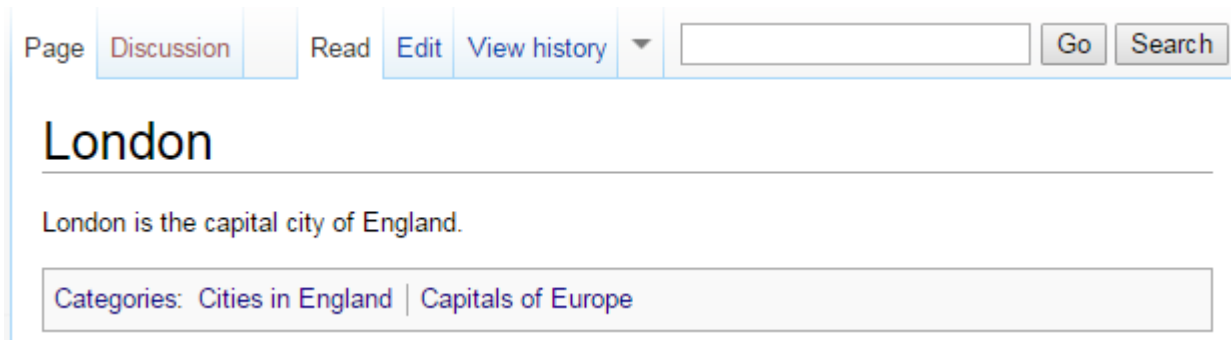 Page Discussion Read Edit View history Go Search
London
London is the capital city of England.
Categories: Cities in England | Capitals of Europe